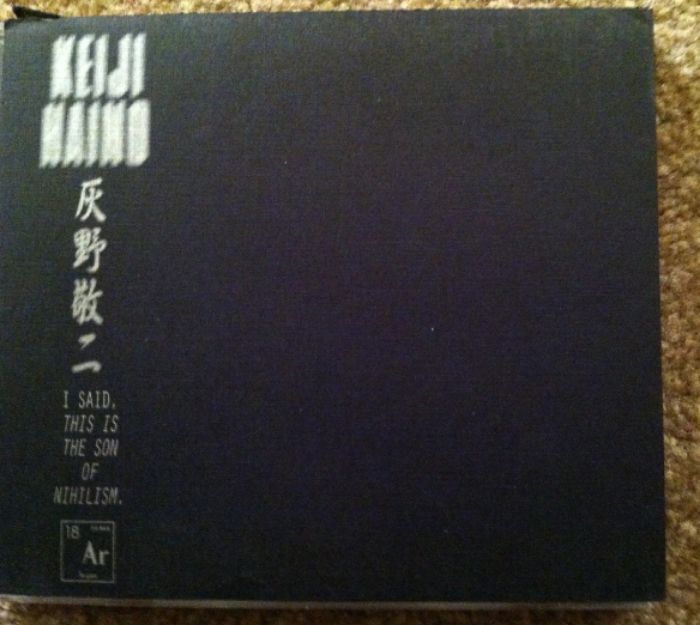 KEIJI
HAINO
灰野敬二
I SAID,
THIS IS
THE SON
OF
NIHILISM.
18
Ar